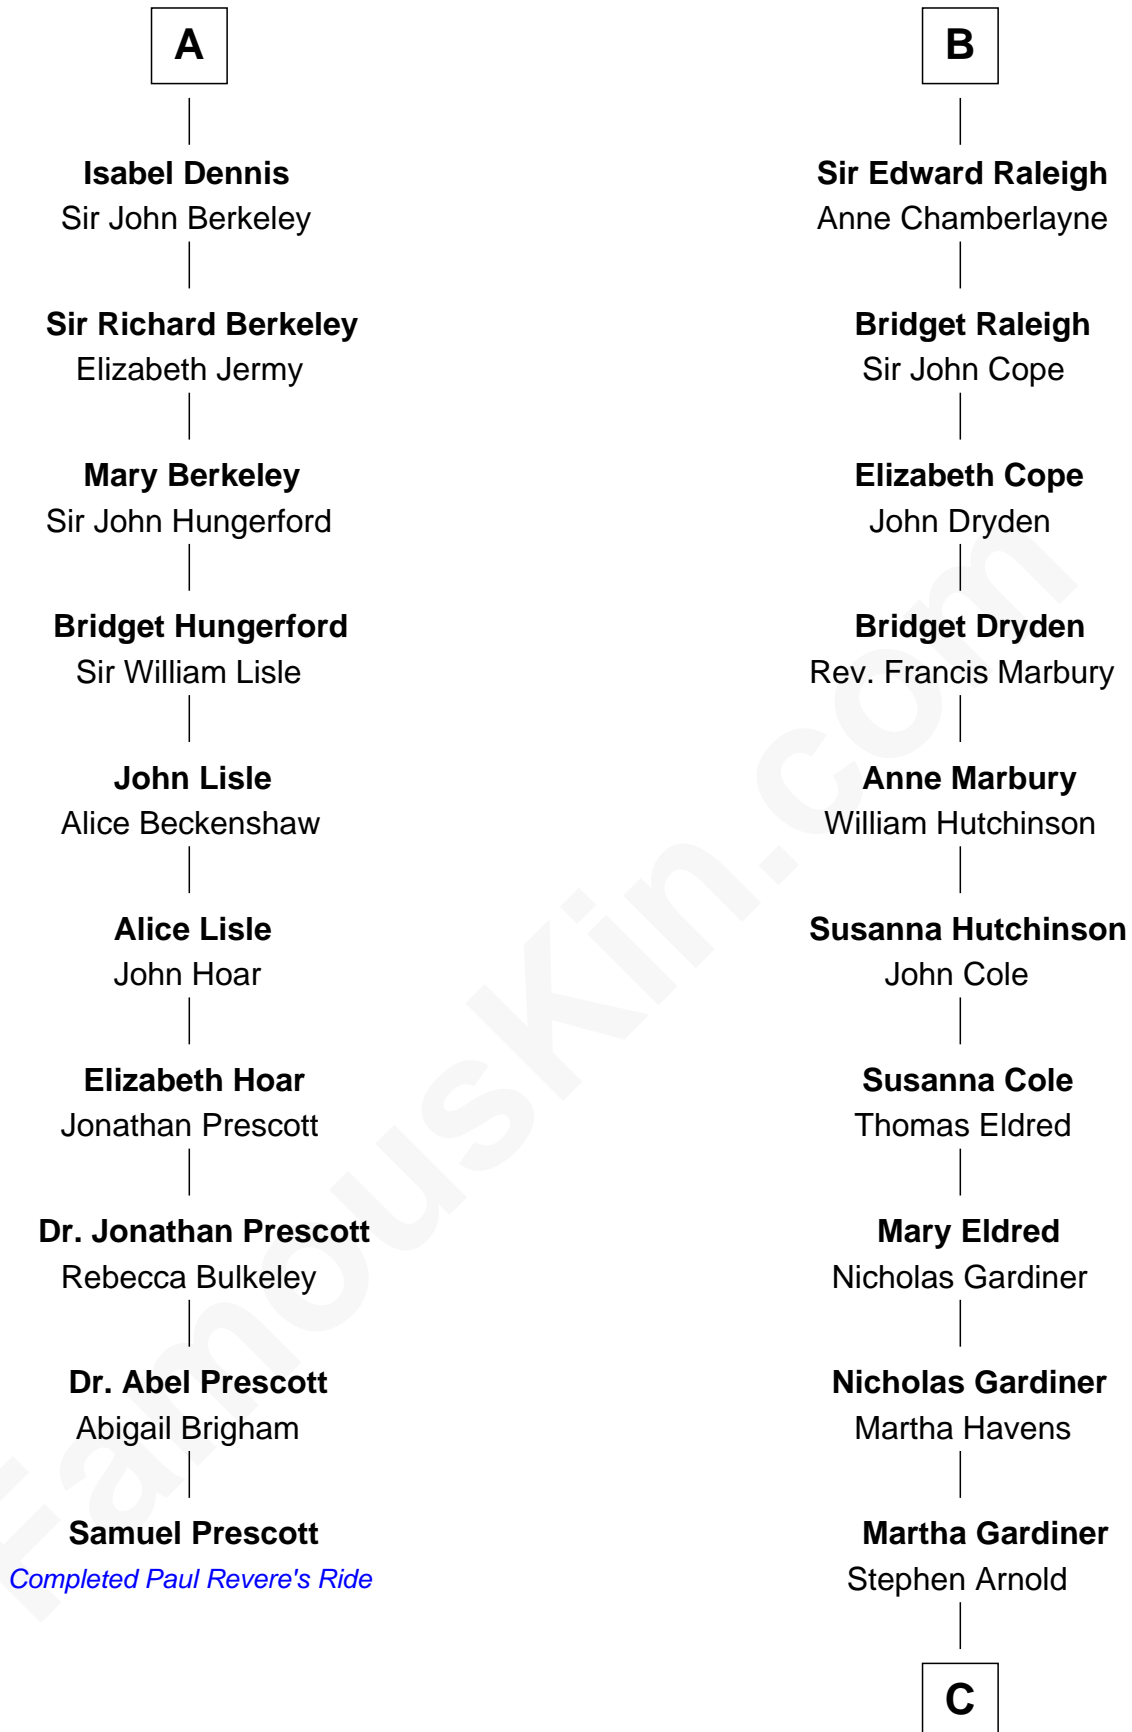 A
Isabel Dennis
Sir John Berkeley
Sir Richard Berkeley
Elizabeth Jermy
Mary Berkeley
Sir John Hungerford
Bridget Hungerford
Sir William Lisle
John Lisle
Alice Beckenshaw
Alice Lisle
John Hoar
Elizabeth Hoar
Jonathan Prescott
Dr. Jonathan Prescott
Rebecca Bulkeley
Dr. Abel Prescott
Abigail Brigham
Samuel Prescott
Completed Paul Revere's Ride
B
Sir Edward Raleigh
Anne Chamberlayne
Bridget Raleigh
Sir John Cope
Elizabeth Cope
John Dryden
Bridget Dryden
Rev. Francis Marbury
Anne Marbury
William Hutchinson
Susanna Hutchinson
John Cole
Susanna Cole
Thomas Eldred
Mary Eldred
Nicholas Gardiner
Nicholas Gardiner
Martha Havens
Martha Gardiner
Stephen Arnold
C
FamousKin.com